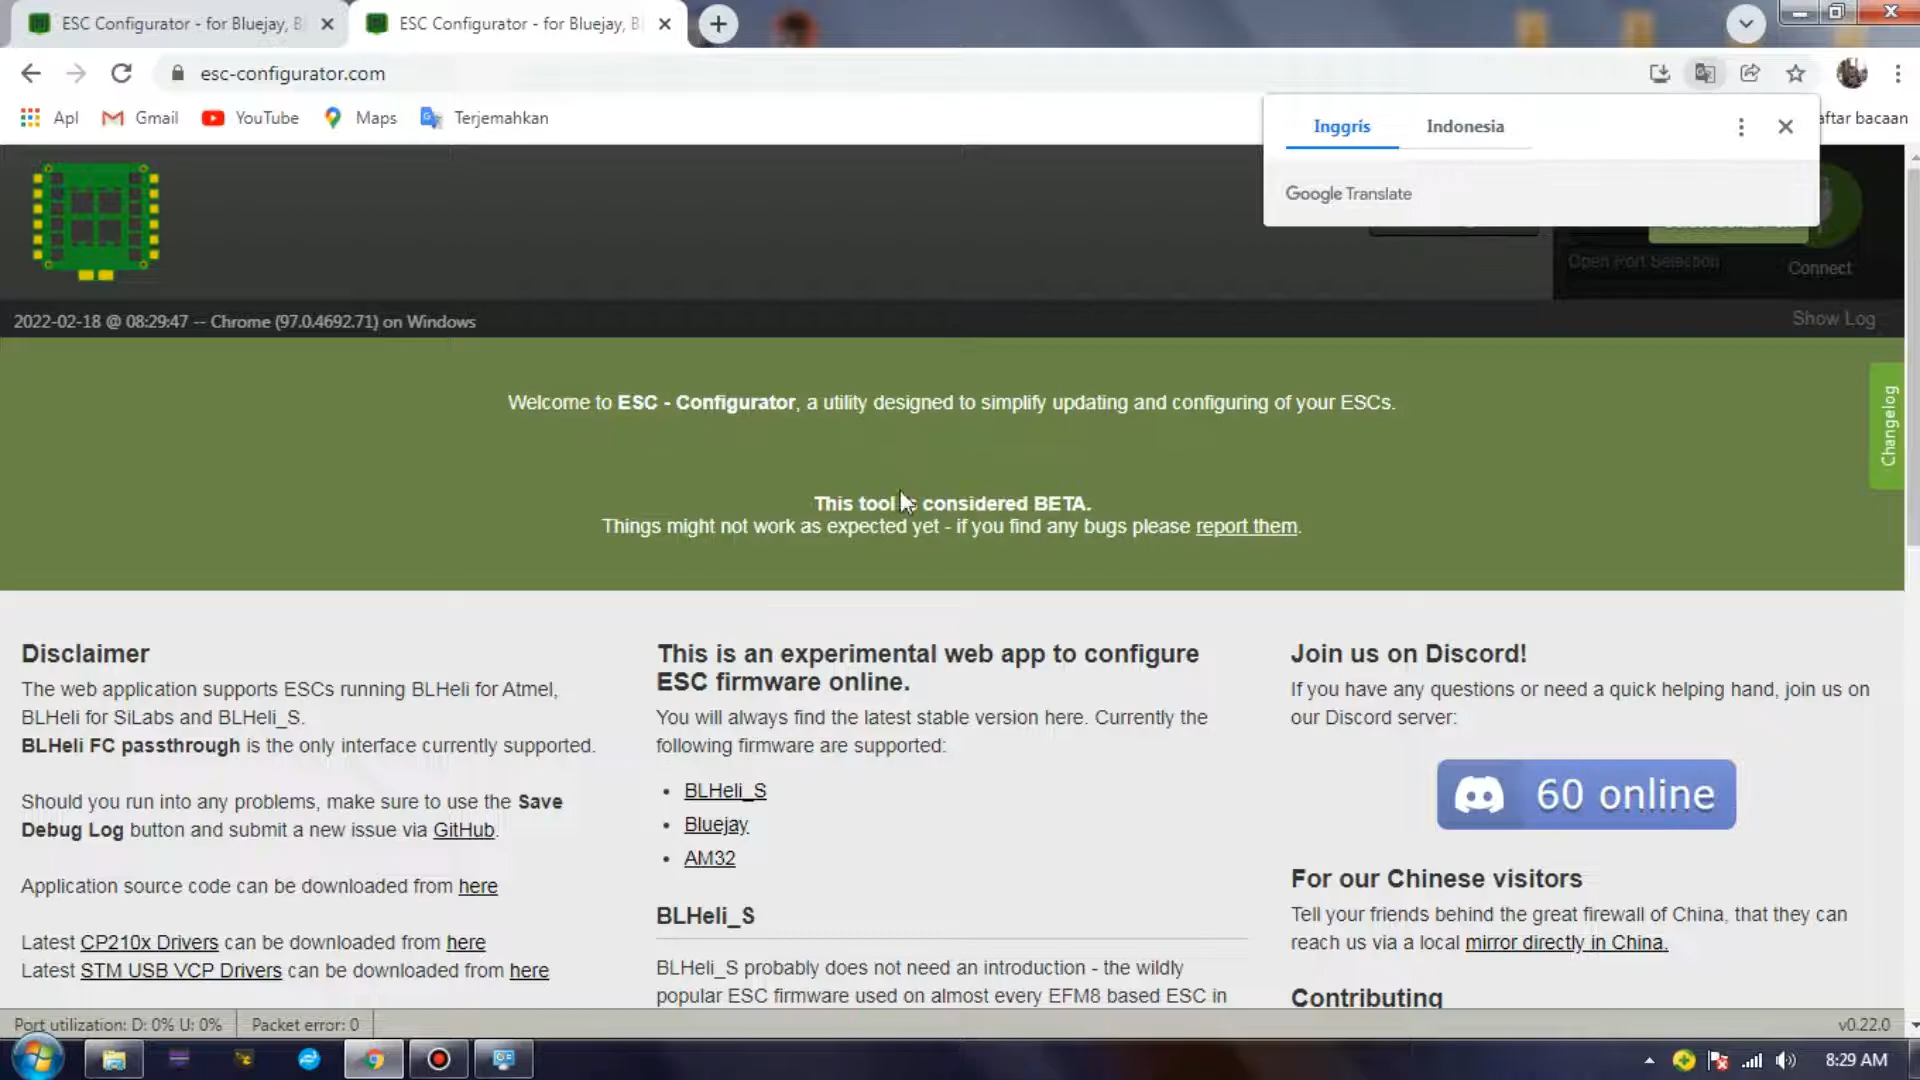 ESC Configurator - for Bluejay, B
ESC Configurator - for Bluejay, B
esc-configurator.com
Apl
Gmail
YouTube
Maps
Terjemahkan
aftar bacaan
Inggris
Indonesia
Google Translate
Open Port Selection
Connect
2022-02-18 @ 08:29:47 -- Chrome (97.0.4692.71) on Windows
Show Log
Welcome to ESC - Configurator, a utility designed to simplify updating and configuring of your ESCs.
Changelog
This tool is considered BETA.
Things might not work as expected yet - if you find any bugs please report them.
Disclaimer
The web application supports ESCs running BLHeli for Atmel,
BLHeli for SiLabs and BLHeli_S.
BLHeli FC passthrough is the only interface currently supported.
Should you run into any problems, make sure to use the Save
Debug Log button and submit a new issue via GitHub.
Application source code can be downloaded from here
Latest CP210x Drivers can be downloaded from here
Latest STM USB VCP Drivers can be downloaded from here
This is an experimental web app to configure
ESC firmware online.
You will always find the latest stable version here. Currently the
following firmware are supported:
BLHeli_S
Bluejay
AM32
BLHeli_S
BLHeli_S probably does not need an introduction - the wildly
popular ESC firmware used on almost every EFM8 based ESC in
Join us on Discord!
If you have any questions or need a quick helping hand, join us on
our Discord server:
60 online
For our Chinese visitors
Tell your friends behind the great firewall of China, that they can
reach us via a local mirror directly in China.
Contributing
Port utilization: D: 0% U: 0%
Packet error: 0
v0.22.0
8:29 AM